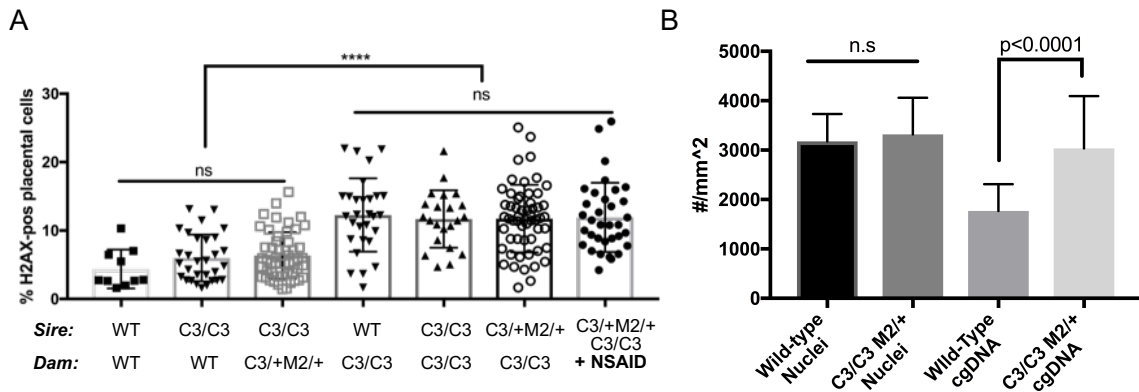 A
% H2AX-pos placental cells
30
20
10
0
ns
****
ns
Sire: WT C3/C3 C3/C3 WT C3/C3 C3/+M2/+ C3/+M2/+
C3/C3
Dam: WT WT C3/+M2/+ C3/C3 C3/C3 C3/C3 + NSAID
B
#/mm^2
5000
4000
3000
2000
1000
0
n.s
p<0.0001
Wild-type
Nuclei
C3/C3 M2/+
Nuclei
WIld-Type
cgDNA
C3/C3 M2/+
cgDNA